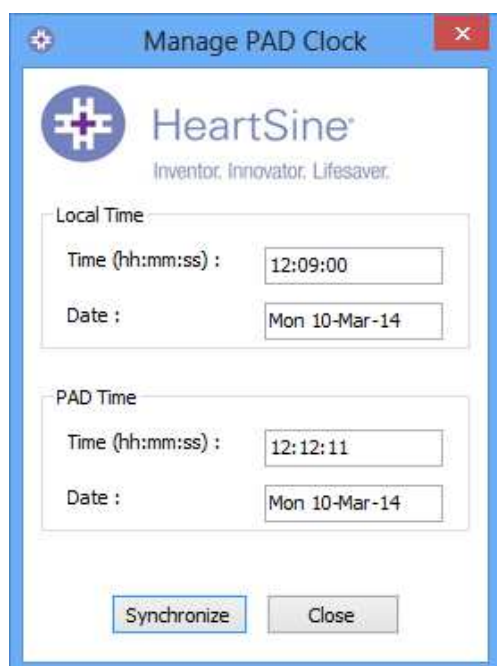 Manage PAD Clock
HeartSine
Inventor. Innovator. Lifesaver.
Local Time
Time (hh:mm:ss) : 12:09:00
Date : Mon 10-Mar-14
PAD Time
Time (hh:mm:ss) : 12:12:11
Date : Mon 10-Mar-14
Synchronize Close